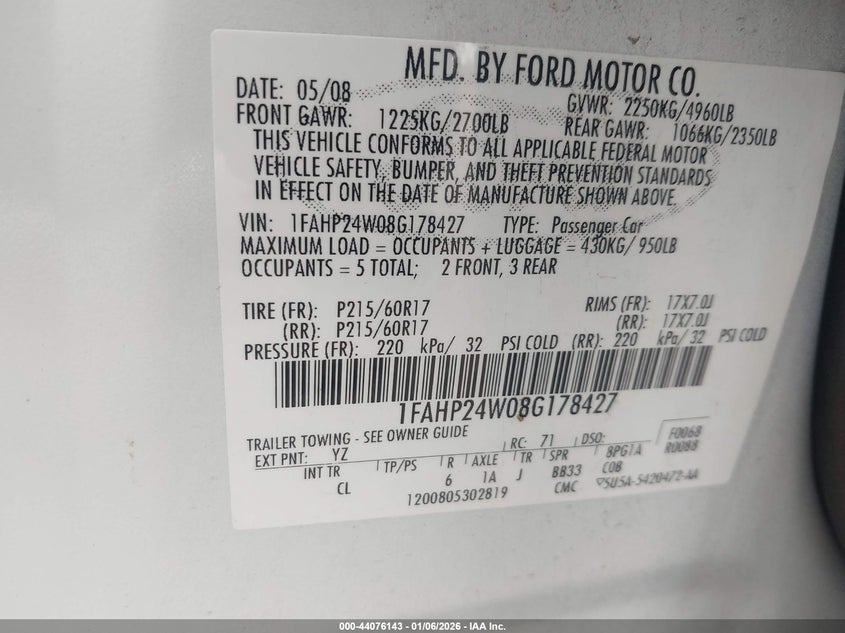 MFD. BY FORD MOTOR CO.
DATE: 05/08 GVWR: 2250KG/4960LB
FRONT GAWR: 1225KG/2700LB REAR GAWR: 1066KG/2350LB
THIS VEHICLE CONFORMS TO ALL APPLICABLE FEDERAL MOTOR
VEHICLE SAFETY, BUMPER, AND THEFT PREVENTION STANDARDS
IN EFFECT ON THE DATE OF MANUFACTURE SHOWN ABOVE.
VIN: 1FAHP24W08G178427 TYPE: Passenger Car
MAXIMUM LOAD = OCCUPANTS + LUGGAGE = 430KG/ 950LB
OCCUPANTS = 5 TOTAL; 2 FRONT, 3 REAR
TIRE (FR): P215/60R17 RIMS (FR): 17X7.0J
(RR): P215/60R17 (RR): 17X7.0J
PRESSURE (FR): 220 kPa/ 32 PSI COLD (RR): 220 kPa/ 32 PSI COLD
1FAHP24W08G178427
TRAILER TOWING - SEE OWNER GUIDE
EXT PNT: YZ RC: 71 DSO: F0068
R0088
INT TR TP/PS R AXLE TR SPR 8PG1A
CL 6 1A J BB33 C08
1200805302819 CMC ▽5U5A-5420472-AA
000-44076143 - 01/06/2026 - IAA Inc.